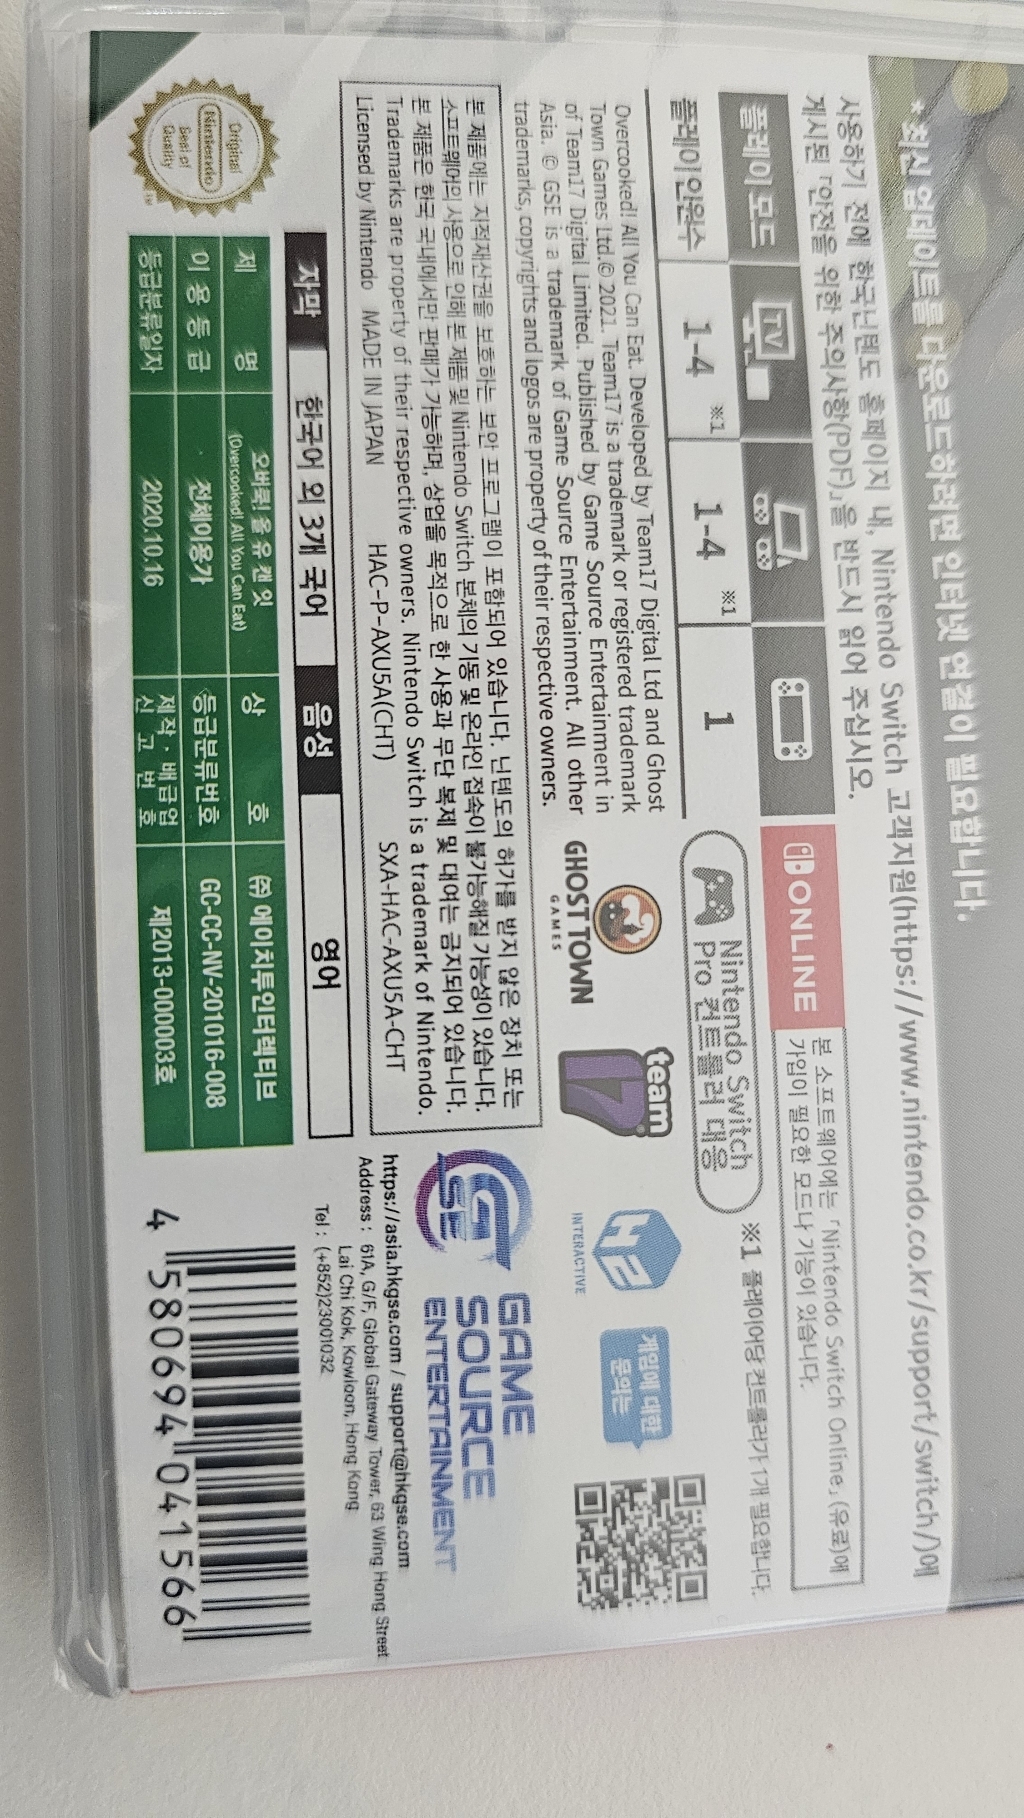 *최신 업데이트를 다운로드하려면 인터넷 연결이 필요합니다.
사용하기 전에 한국닌텐도 홈페이지 내, Nintendo Switch 고객지원(https://www.nintendo.co.kr/support/switch/)에
게시된 「안전을 위한 주의사항(PDF)」을 반드시 읽어 주십시오.
플레이 모드
TV
플레이인원수
1-4 ※1
1-4 ※1
1
ONLINE
본 소프트웨어에는 「Nintendo Switch Online」(유료)에
가입이 필요한 모드나 기능이 있습니다.
Nintendo Switch
Pro 컨트롤러 대응
※1 플레이어당 컨트롤러가 1개 필요합니다.
Overcooked! All You Can Eat. Developed by Team17 Digital Ltd and Ghost
Town Games Ltd.© 2021. Team17 is a trademark or registered trademark
of Team17 Digital Limited. Published by Game Source Entertainment in
Asia. © GSE is a trademark of Game Source Entertainment. All other
trademarks, copyrights and logos are property of their respective owners.
GHOST TOWN
GAMES
team
17
H2
INTERACTIVE
게임에 대한
문의는
본 제품에는 지적재산권을 보호하는 보안 프로그램이 포함되어 있습니다. 닌텐도의 허가를 받지 않은 장치 또는
소프트웨어의 사용으로 인해 본 제품 및 Nintendo Switch 본체의 기동 및 온라인 접속이 불가능해질 가능성이 있습니다.
본 제품은 한국 국내에서만 판매가 가능하며, 상업을 목적으로 한 사용과 무단 복제 및 대여는 금지되어 있습니다.
Trademarks are property of their respective owners. Nintendo Switch is a trademark of Nintendo.
Licensed by Nintendo MADE IN JAPAN HAC-P-AXU5A(CHT) SXA-HAC-AXU5A-CHT
GSE
GAME
SOURCE
ENTERTAINMENT
https://asia.hkgse.com / support@hkgse.com
Address : 61A, G/F, Global Gateway Tower, 63 Wing Hong Street
Lai Chi Kok, Kowloon, Hong Kong
Tel : (+852)23001032
Original
Nintendo
Seal of
Quality
자막 한국어 외 3개 국어 음성 영어
제 명 오버쿡! 올 유 캔 잇
(Overcooked! All You Can Eat)
상 호 ㈜ 에이치투인터렉티브
이 용 등 급 전체이용가 등급분류번호 GC-CC-NV-201016-008
등급분류일자 2020.10.16 제작·배급업
신 고 번 호 제2013-000003호
4 580694 041566